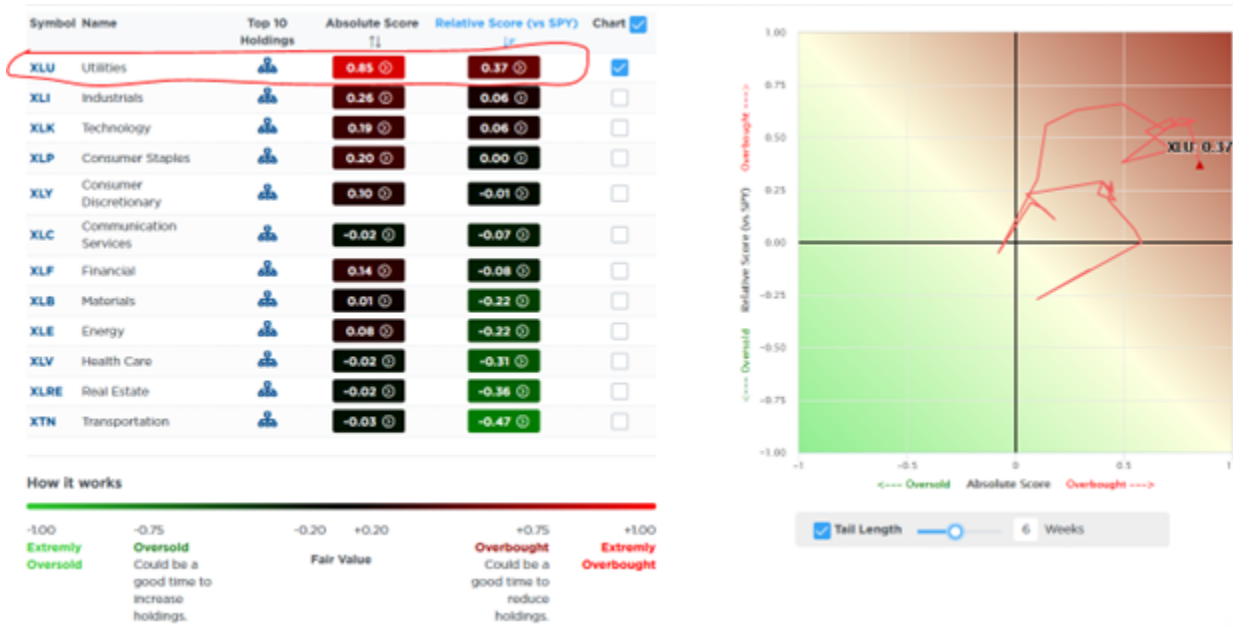 Symbol Name Top 10 Holdings Absolute Score Relative Score (vs SPY) Chart
XLU Utilities 0.85 0.37
XLI Industrials 0.26 0.06
XLK Technology 0.19 0.06
XLP Consumer Staples 0.20 0.00
XLY Consumer Discretionary 0.10 -0.01
XLC Communication Services -0.02 -0.07
XLF Financial 0.14 -0.08
XLB Materials 0.01 -0.22
XLE Energy 0.08 -0.22
XLV Health Care -0.02 -0.31
XLRE Real Estate -0.02 -0.36
XTN Transportation -0.03 -0.47
How it works
-1.00 -0.75 -0.20 +0.20 +0.75 +1.00
Extremly Oversold
Oversold
Could be a
good time to
increase
holdings.
Fair Value
Overbought
Could be a
good time to
reduce
holdings.
Extremly Overbought
1.00
0.75
0.50
0.25
0.00
-0.25
-0.50
-0.75
-1.00
<--- Oversold Relative Score (vs SPY) Overbought --->
XLU 0.37
-1 -0.5 0 0.5 1
<--- Oversold Absolute Score Overbought --->
Tail Length 6 Weeks